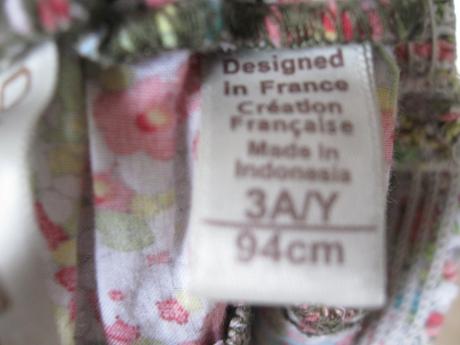 Designed
in France
Création
Française
Made in
Indonesia
3A/Y
94cm